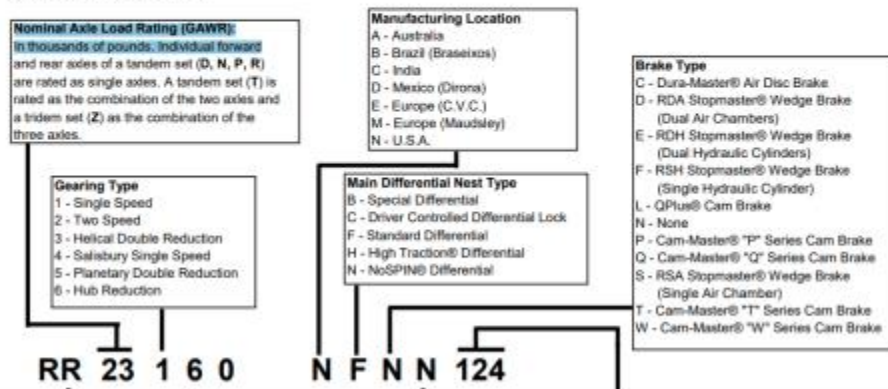 Nominal Axle Load Rating (GAWR):
In thousands of pounds. Individual forward
and rear axles of a tandem set (D, N, P, R)
are rated as single axles. A tandem set (T) is
rated as the combination of the two axles and
a tridem set (Z) as the combination of the
three axles.
Manufacturing Location
A - Australia
B - Brazil (Braseixos)
C - India
D - Mexico (Dirona)
E - Europe (C.V.C.)
M - Europe (Maudsley)
N - U.S.A.
Brake Type
C - Dura-Master® Air Disc Brake
D - RDA Stopmaster® Wedge Brake
(Dual Air Chambers)
E - RDH Stopmaster® Wedge Brake
(Dual Hydraulic Cylinders)
F - RSH Stopmaster® Wedge Brake
(Single Hydraulic Cylinder)
L - QPlus® Cam Brake
N - None
P - Cam-Master® "P" Series Cam Brake
Q - Cam-Master® "Q" Series Cam Brake
S - RSA Stopmaster® Wedge Brake
(Single Air Chamber)
T - Cam-Master® "T" Series Cam Brake
W - Cam-Master® "W" Series Cam Brake
Gearing Type
1 - Single Speed
2 - Two Speed
3 - Helical Double Reduction
4 - Salisbury Single Speed
5 - Planetary Double Reduction
6 - Hub Reduction
Main Differential Nest Type
B - Special Differential
C - Driver Controlled Differential Lock
F - Standard Differential
H - High Traction® Differential
N - NoSPIN® Differential
RR 23 1 6 0 N F N N 124